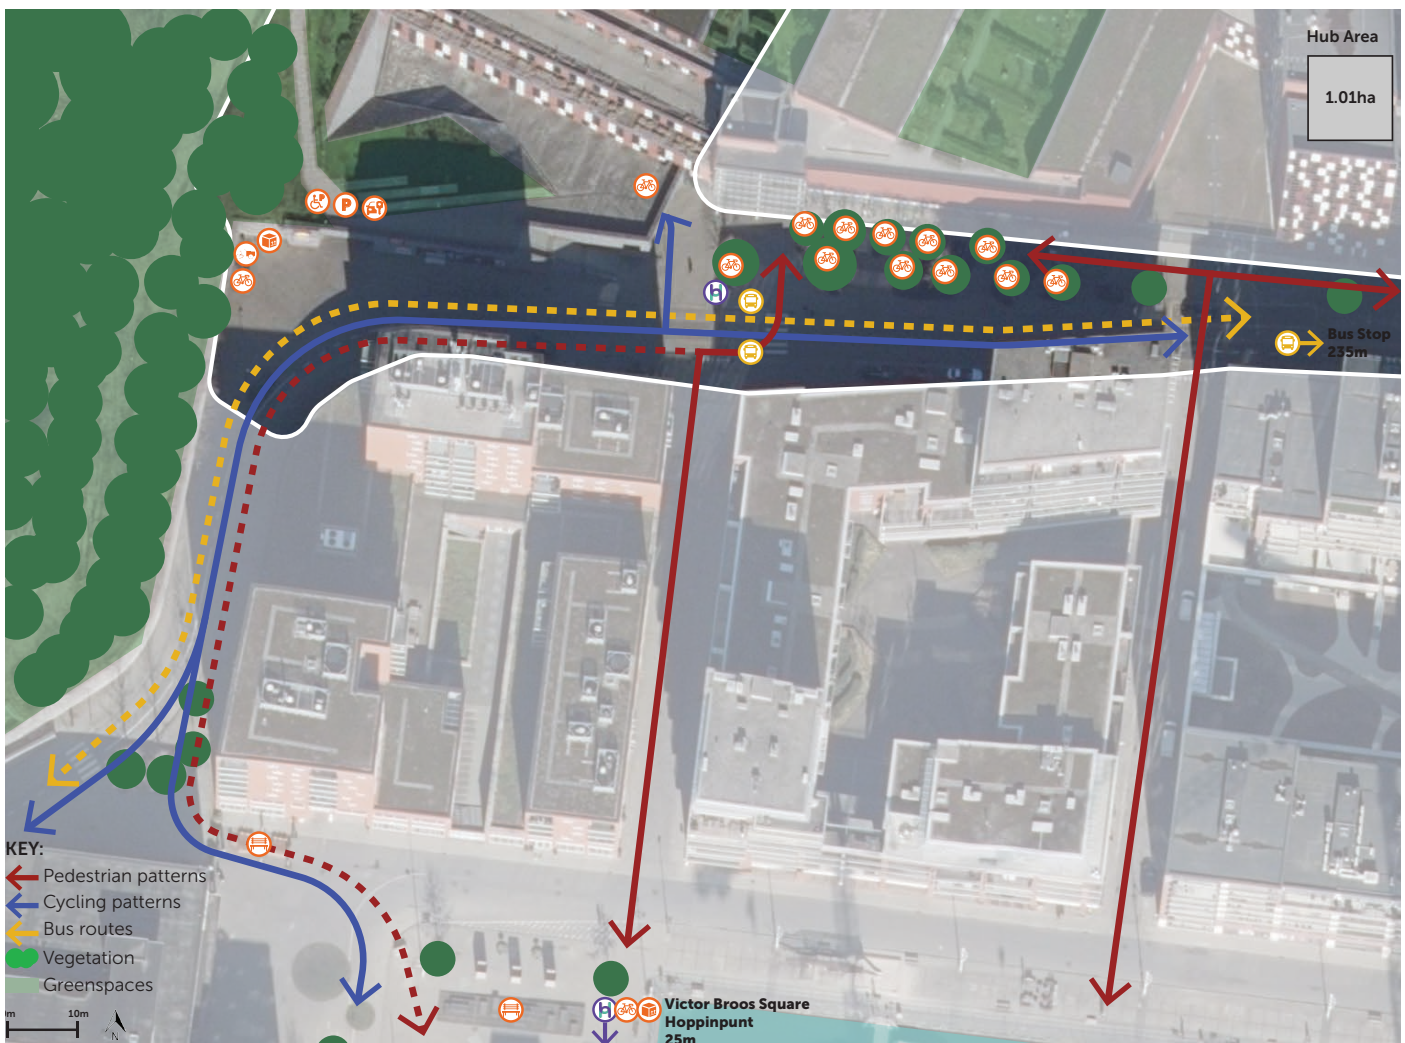 Hub Area
1.01ha
P
Bus Stop
235m
KEY:
Pedestrian patterns
Cycling patterns
Bus routes
Vegetation
Greenspaces
10m
N
Victor Broos Square
Hoppinpunt
25m